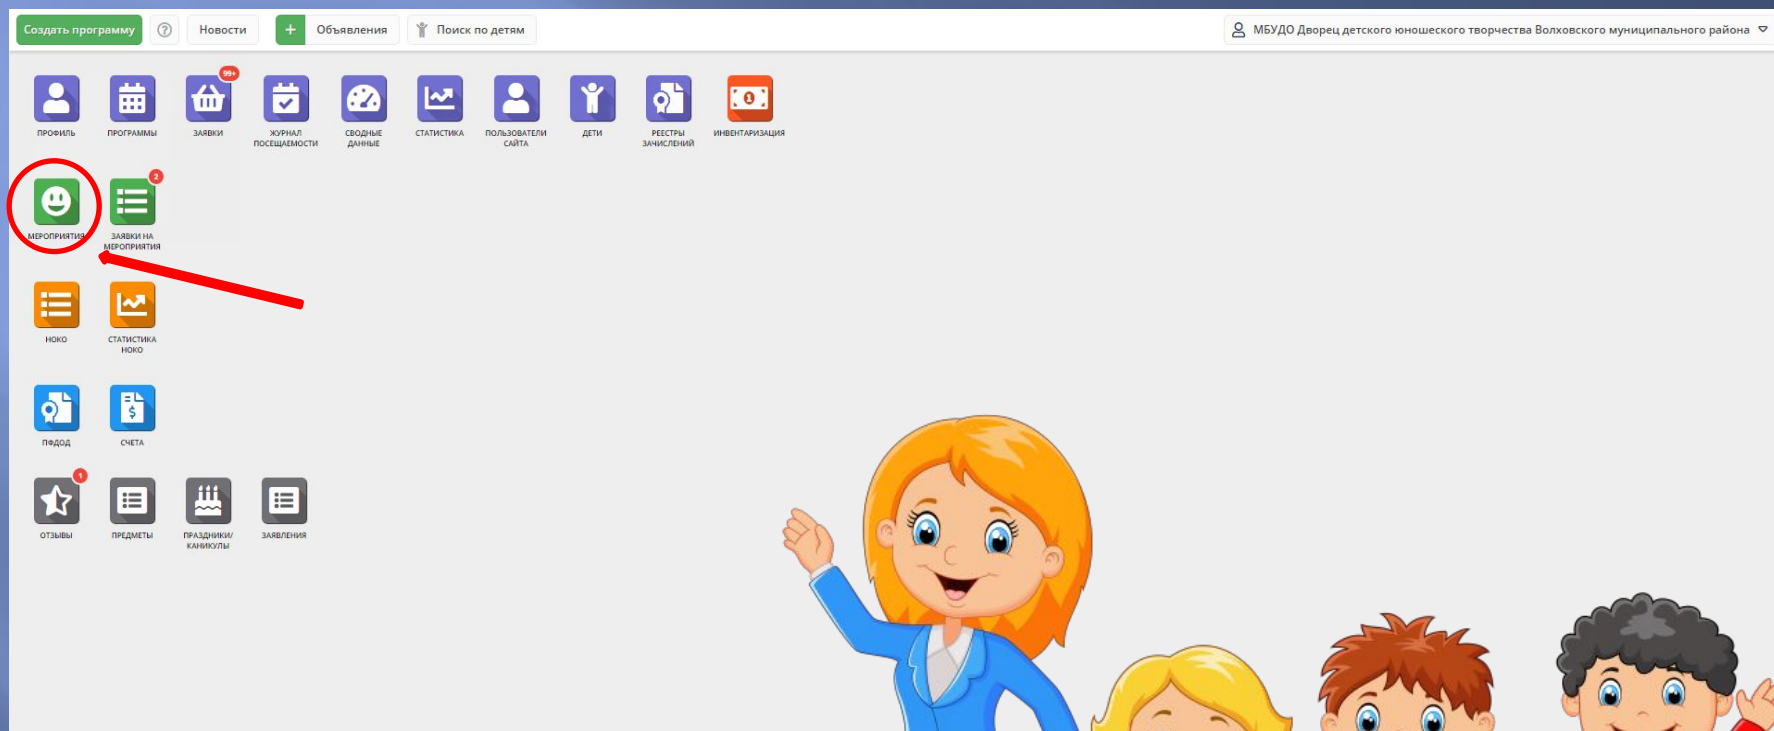 Создать программу
?
Новости
+ Объявления
Поиск по детям
МБУДО Дворец детского юношеского творчества Волховского муниципального района
99+
ПРОФИЛЬ
ПРОГРАММЫ
ЗАЯВКИ
ЖУРНАЛ
ПОСЕЩАЕМОСТИ
СВОДНЫЕ
ДАННЫЕ
СТАТИСТИКА
ПОЛЬЗОВАТЕЛИ
САЙТА
ДЕТИ
РЕЕСТРЫ
ЗАЧИСЛЕНИЙ
1
ИНВЕНТАРИЗАЦИЯ
2
МЕРОПРИЯТИЯ
ЗАЯВКИ НА
МЕРОПРИЯТИЯ
НОКО
СТАТИСТИКА
НОКО
$
ПФДОД
СЧЕТА
1
ОТЗЫВЫ
ПРЕДМЕТЫ
ПРАЗДНИКИ/
КАНИКУЛЫ
ЗАЯВЛЕНИЯ